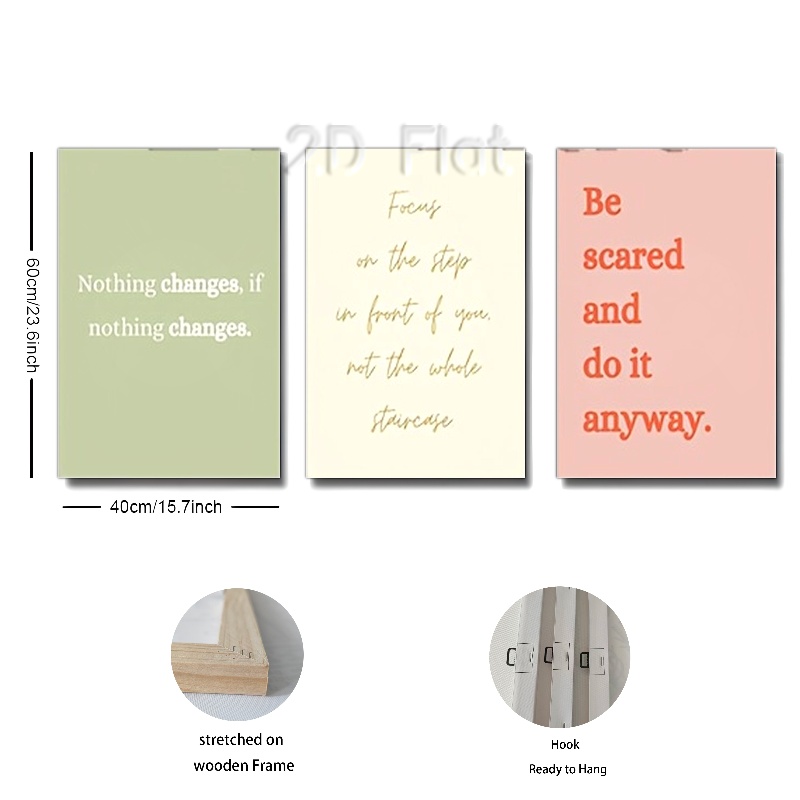 2D Flat
60cm/23.6inch
Nothing changes, if
nothing changes.
Focus
on the step
in front of you.
not the whole
staircase
Be
scared
and
do it
anyway.
40cm/15.7inch
stretched on
wooden Frame
Hook
Ready to Hang